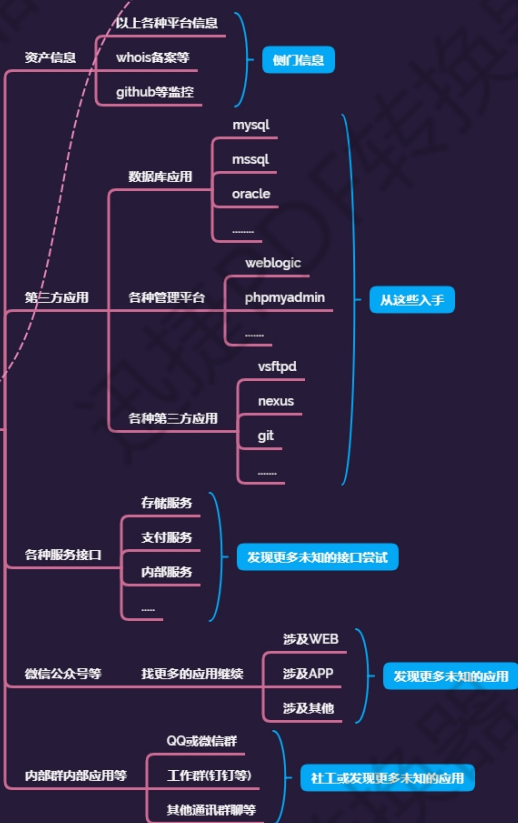 以上各种平台信息
资产信息
whois备案等
侧门信息
github等监控
mysql
mssql
数据库应用
oracle
........
weblogic
第三方应用
各种管理平台
phpmyadmin
从这些入手
.......
vsftpd
nexus
各种第三方应用
git
.......
存储服务
支付服务
各种服务接口
发现更多未知的接口尝试
内部服务
.....
涉及WEB
微信公众号等
找更多的应用继续
涉及APP
发现更多未知的应用
涉及其他
QQ或微信群
内部群内部应用等
工作群(钉钉等)
社工或发现更多未知的应用
其他通讯群聊等
迅捷PDF转换器